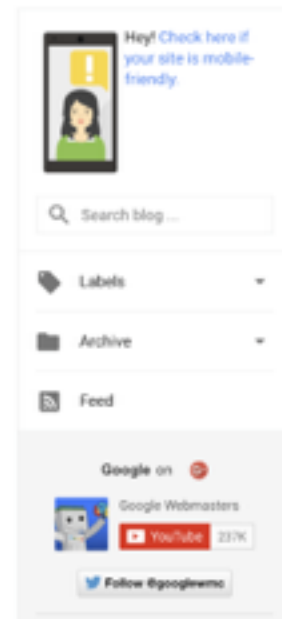 Hey! Check here if
your site is mobile-
friendly.
Search blog ...
Labels
Archive
Feed
Google on
Google Webmasters
YouTube 237K
Follow @googlewmc